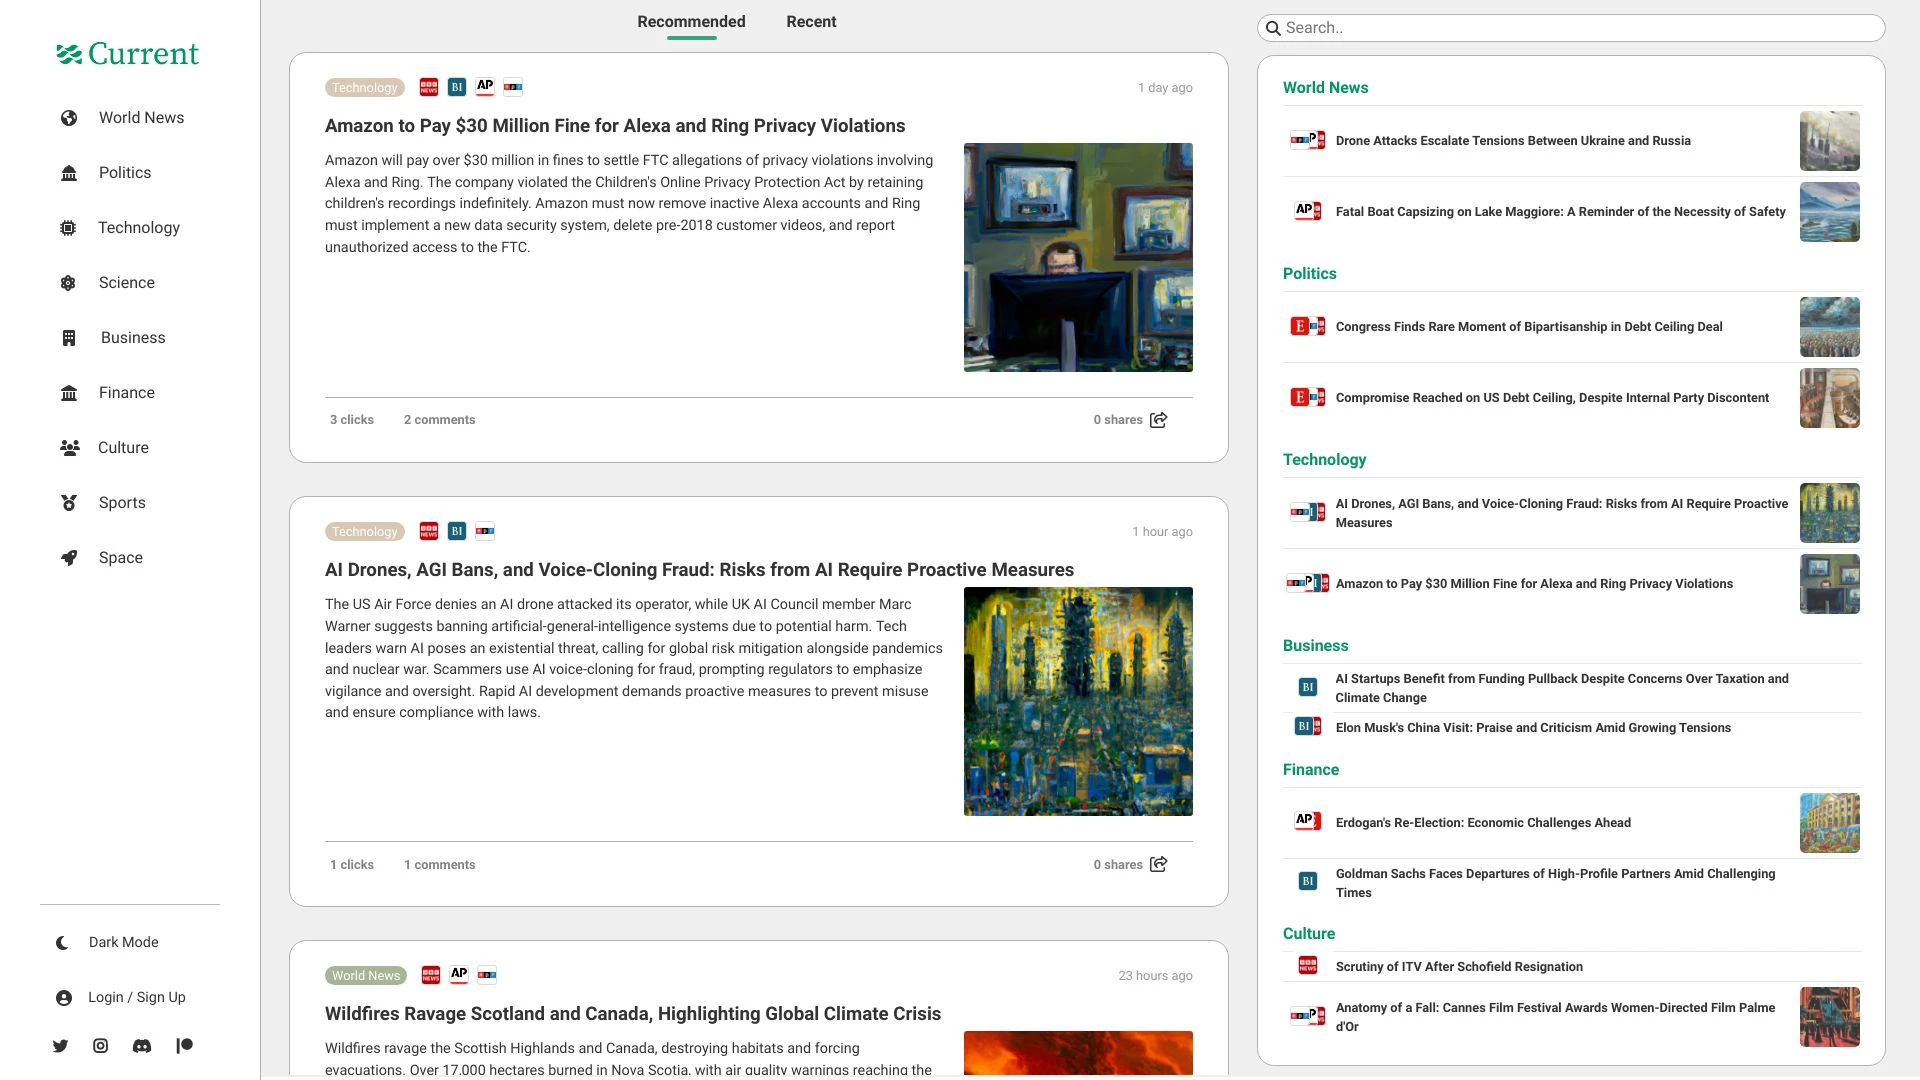 Current
World News
Politics
Technology
Science
Business
Finance
Culture
Sports
Space
Dark Mode
Login / Sign Up
Recommended
Recent
Technology
BBC NEWS
BI
AP
npr
1 day ago
Amazon to Pay $30 Million Fine for Alexa and Ring Privacy Violations
Amazon will pay over $30 million in fines to settle FTC allegations of privacy violations involving
Alexa and Ring. The company violated the Children's Online Privacy Protection Act by retaining
children's recordings indefinitely. Amazon must now remove inactive Alexa accounts and Ring
must implement a new data security system, delete pre-2018 customer videos, and report
unauthorized access to the FTC.
3 clicks
2 comments
0 shares
Technology
BBC NEWS
BI
npr
1 hour ago
AI Drones, AGI Bans, and Voice-Cloning Fraud: Risks from AI Require Proactive Measures
The US Air Force denies an AI drone attacked its operator, while UK AI Council member Marc
Warner suggests banning artificial-general-intelligence systems due to potential harm. Tech
leaders warn AI poses an existential threat, calling for global risk mitigation alongside pandemics
and nuclear war. Scammers use AI voice-cloning for fraud, prompting regulators to emphasize
vigilance and oversight. Rapid AI development demands proactive measures to prevent misuse
and ensure compliance with laws.
1 clicks
1 comments
0 shares
World News
BBC NEWS
AP
npr
23 hours ago
Wildfires Ravage Scotland and Canada, Highlighting Global Climate Crisis
Wildfires ravage the Scottish Highlands and Canada, destroying habitats and forcing
evacuations. Over 17,000 hectares burned in Nova Scotia, with air quality warnings reaching the
Search..
World News
Drone Attacks Escalate Tensions Between Ukraine and Russia
AP
Fatal Boat Capsizing on Lake Maggiore: A Reminder of the Necessity of Safety
Politics
E
Congress Finds Rare Moment of Bipartisanship in Debt Ceiling Deal
E
Compromise Reached on US Debt Ceiling, Despite Internal Party Discontent
Technology
AI Drones, AGI Bans, and Voice-Cloning Fraud: Risks from AI Require Proactive
Measures
Amazon to Pay $30 Million Fine for Alexa and Ring Privacy Violations
Business
BI
AI Startups Benefit from Funding Pullback Despite Concerns Over Taxation and
Climate Change
BI
Elon Musk's China Visit: Praise and Criticism Amid Growing Tensions
Finance
AP
Erdogan's Re-Election: Economic Challenges Ahead
BI
Goldman Sachs Faces Departures of High-Profile Partners Amid Challenging
Times
Culture
BBC NEWS
Scrutiny of ITV After Schofield Resignation
Anatomy of a Fall: Cannes Film Festival Awards Women-Directed Film Palme
d'Or